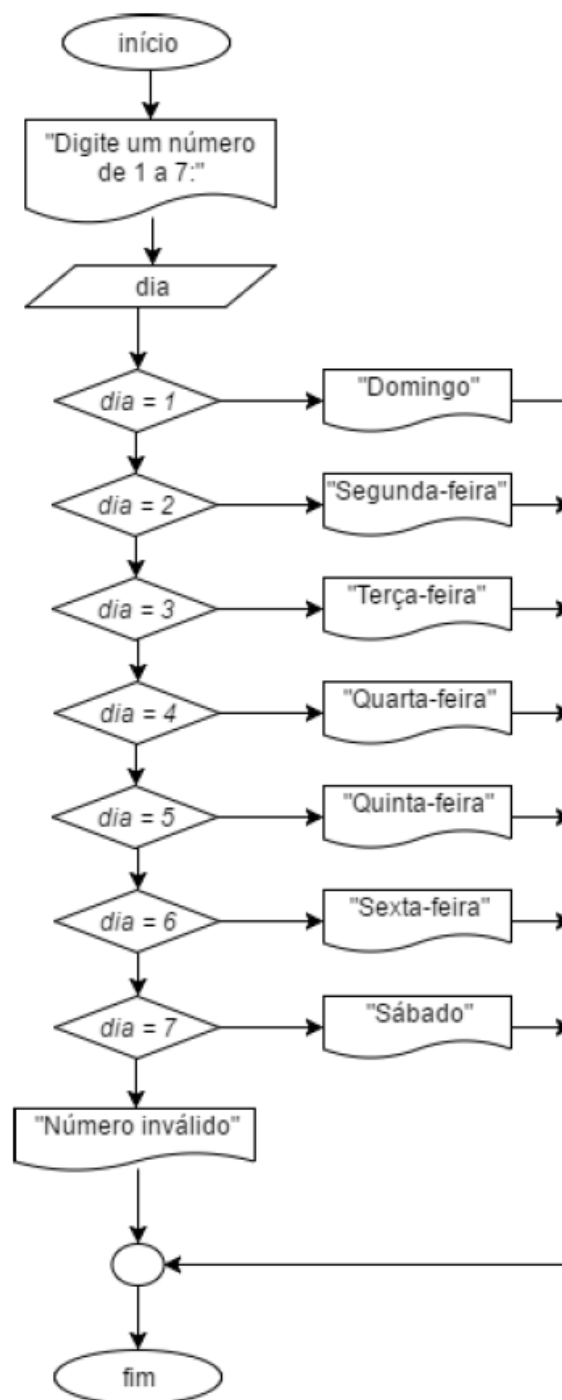 início
"Digite um número
de 1 a 7:"
dia
dia = 1
"Domingo"
dia = 2
"Segunda-feira"
dia = 3
"Terça-feira"
dia = 4
"Quarta-feira"
dia = 5
"Quinta-feira"
dia = 6
"Sexta-feira"
dia = 7
"Sábado"
"Número inválido"
fim